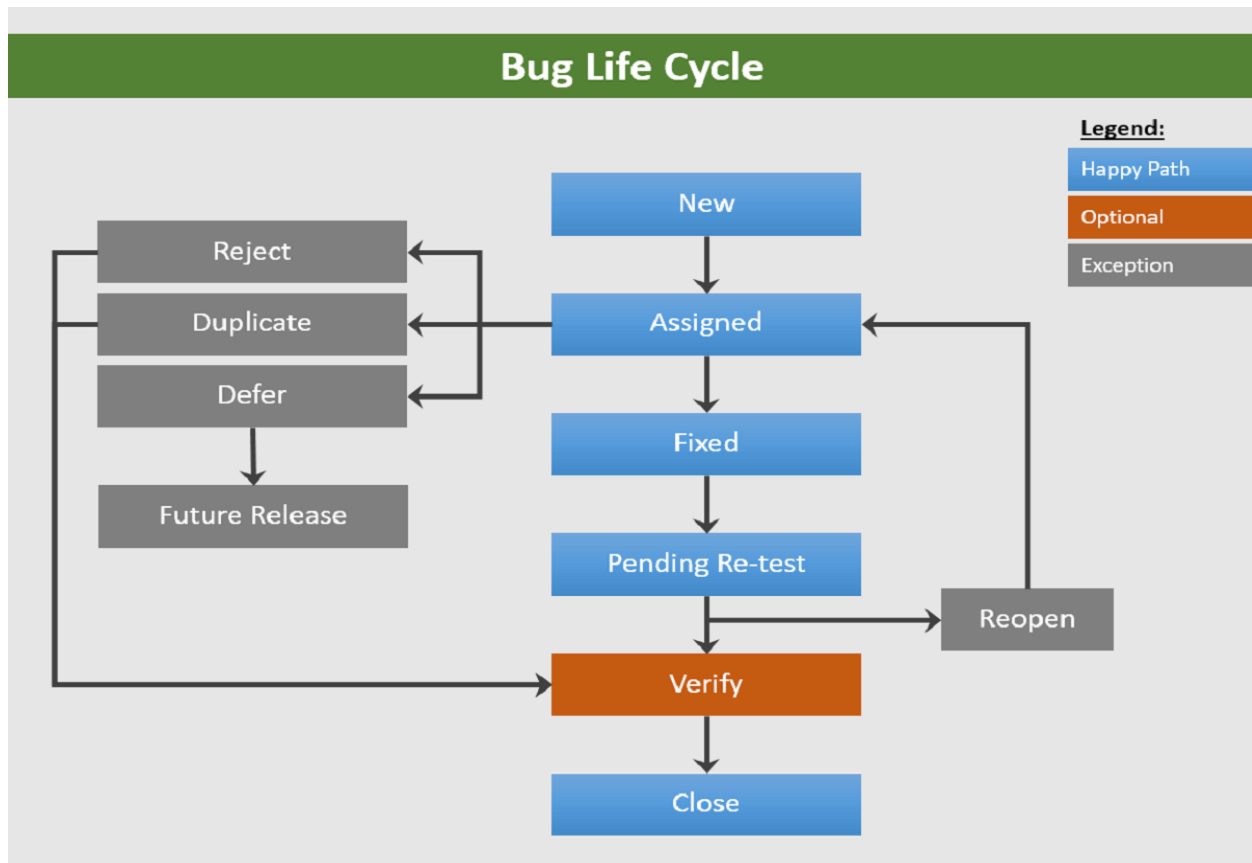 Bug Life Cycle
Legend:
Happy Path
Optional
Exception
New
Reject
Duplicate
Assigned
Defer
Fixed
Future Release
Pending Re-test
Reopen
Verify
Close